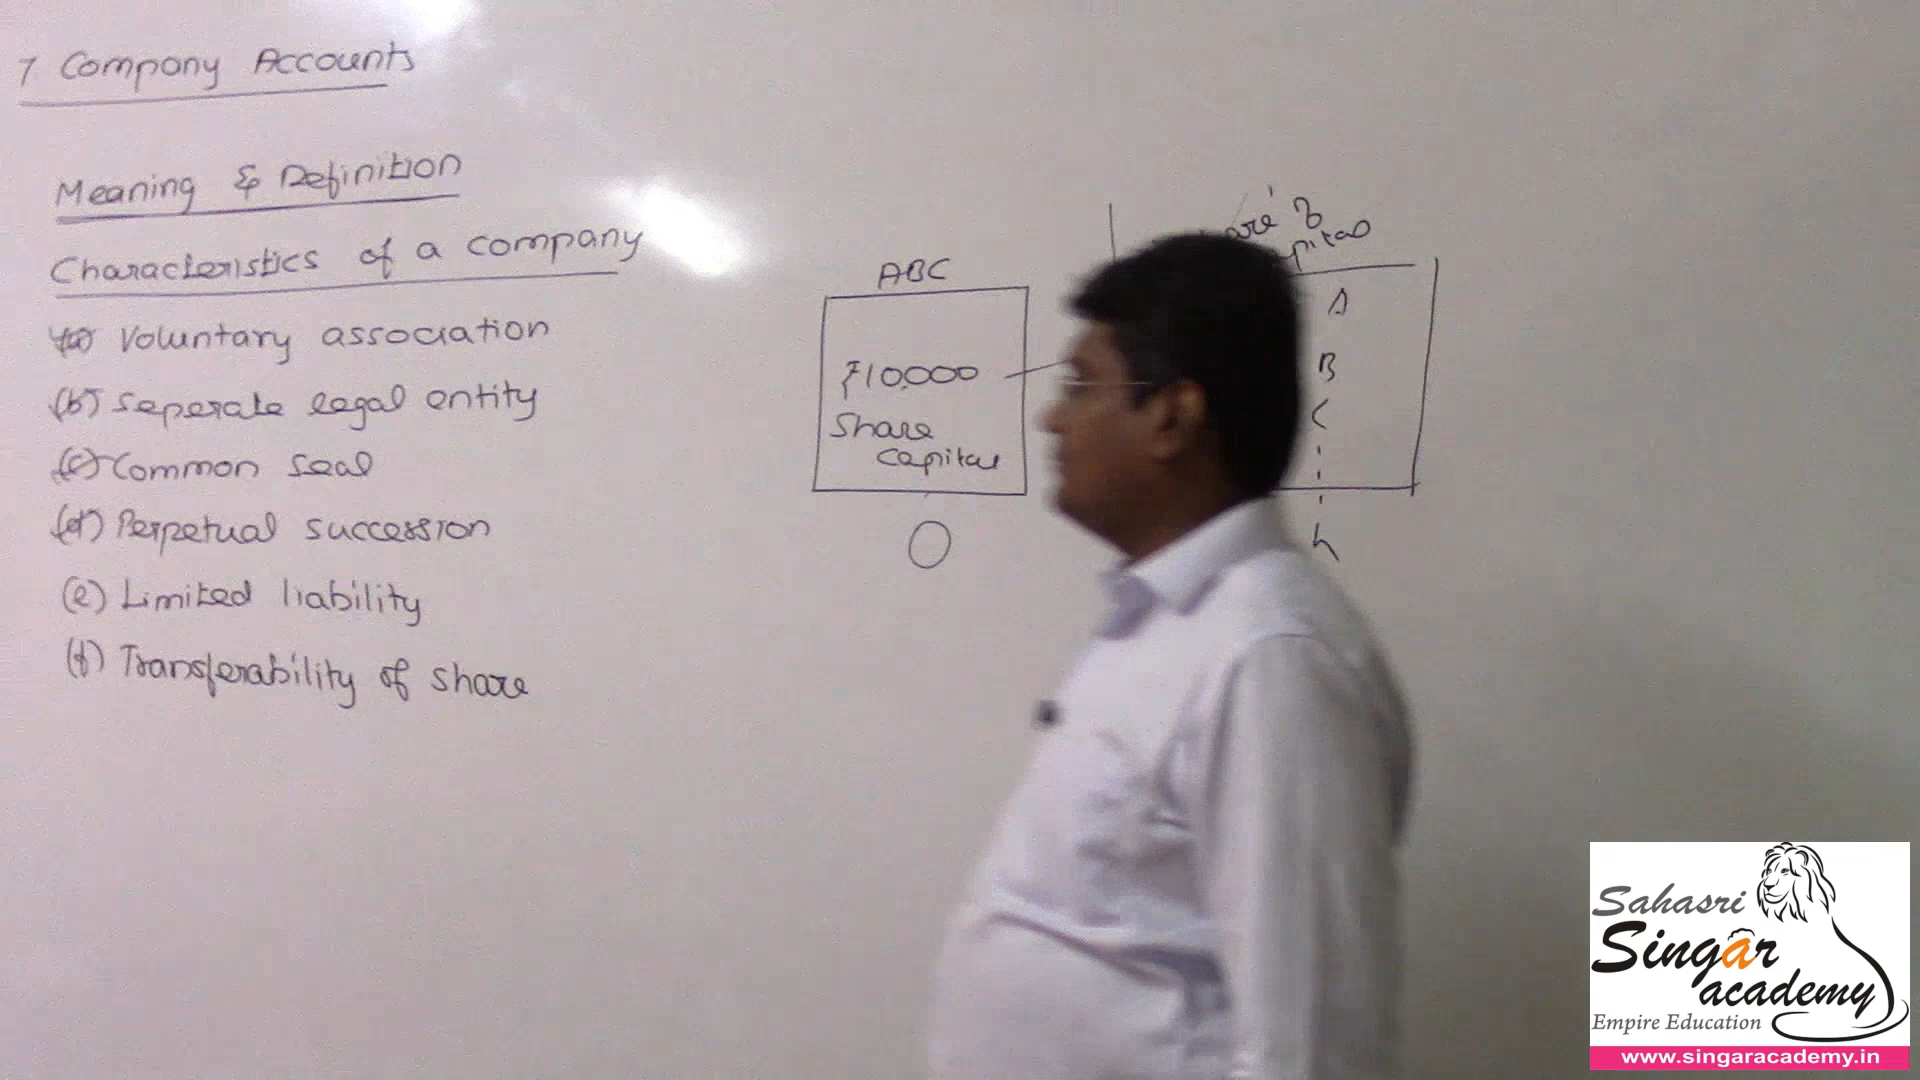 7 Company Accounts
Meaning & Definition
Characteristics of a company
(a) Voluntary association
(b) Seperate legal entity
(c) Common seal
(d) Perpetual succession
(e) Limited liability
(f) Transferability of share
ABC
₹10,000
Share
capital
A
B
C
Sahasri
Singar
academy
Empire Education
www.singaracademy.in